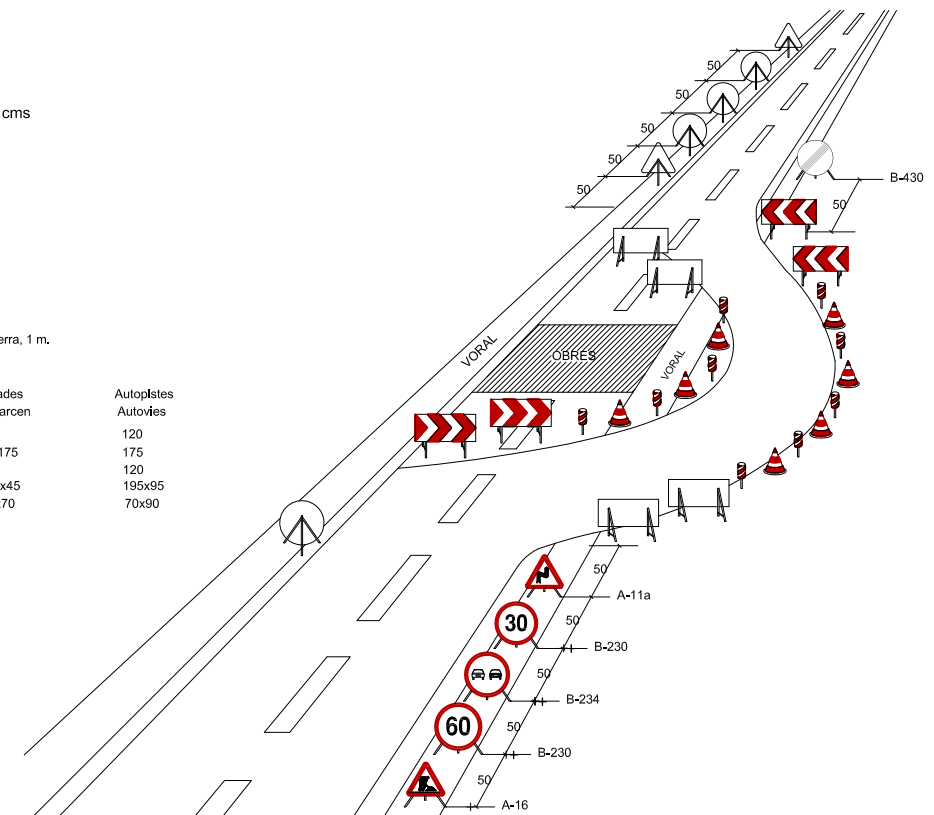 cms
erra, 1 m.
ades Autopistes
arcen Autovies
120
175 175
120
x45 195x95
x70 70x90
50
50
50
50
50
B-430
50
VORAL
OBRES
VORAL
50
A-11a
30
50
B-230
50
B-234
60
50
B-230
50
A-16